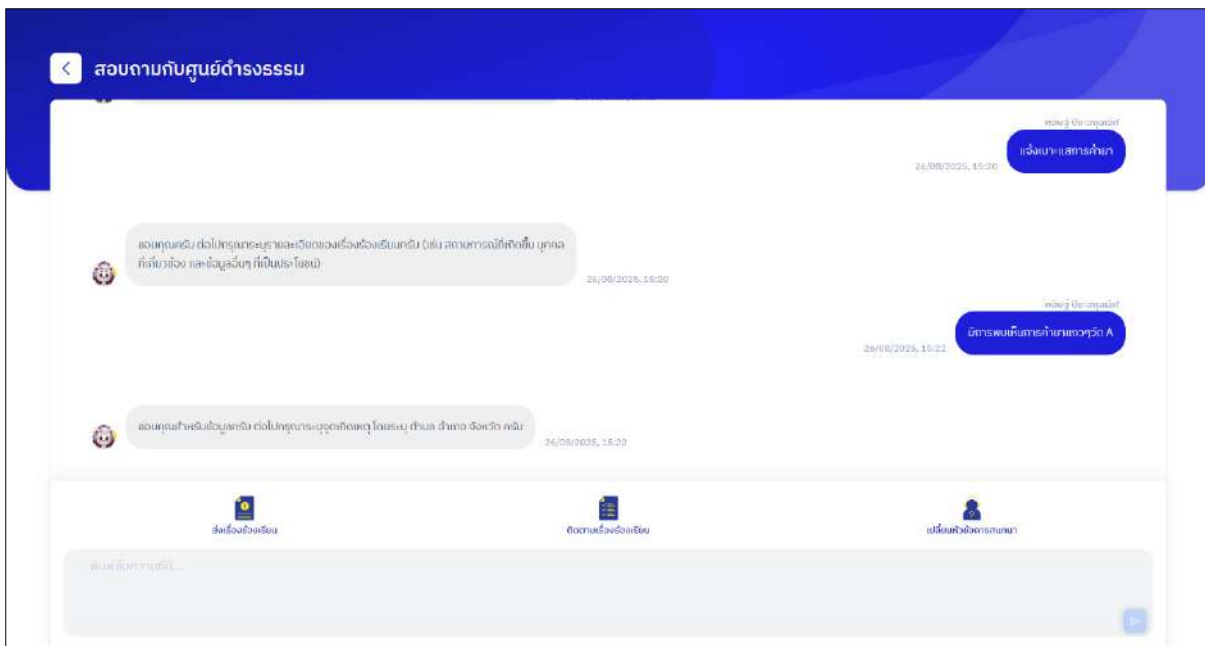 สอบถามกับศูนย์ดำรงธรรม
แจ้งเบาะแสการค้ายา
26/08/2025, 15:20
ขอบคุณครับ ต่อไปกรุณาระบุรายละเอียดของเรื่องร้องเรียนครับ (เช่น สถานการณ์ที่เกิดขึ้น บุคคล
ที่เกี่ยวข้อง และข้อมูลอื่นๆ ที่เป็นประโยชน์)
26/08/2025, 15:20
มีการพบเห็นการค้ายาแถวๆวัด A
26/08/2025, 15:22
ขอบคุณสำหรับข้อมูลครับ ต่อไปกรุณาระบุจุดเกิดเหตุ โดยระบุ ตำบล อำเภอ จังหวัด ครับ
26/08/2025, 15:22
ส่งเรื่องร้องเรียน
ติดตามเรื่องร้องเรียน
เปลี่ยนหัวข้อการสนทนา
พิมพ์ข้อความที่นี่...